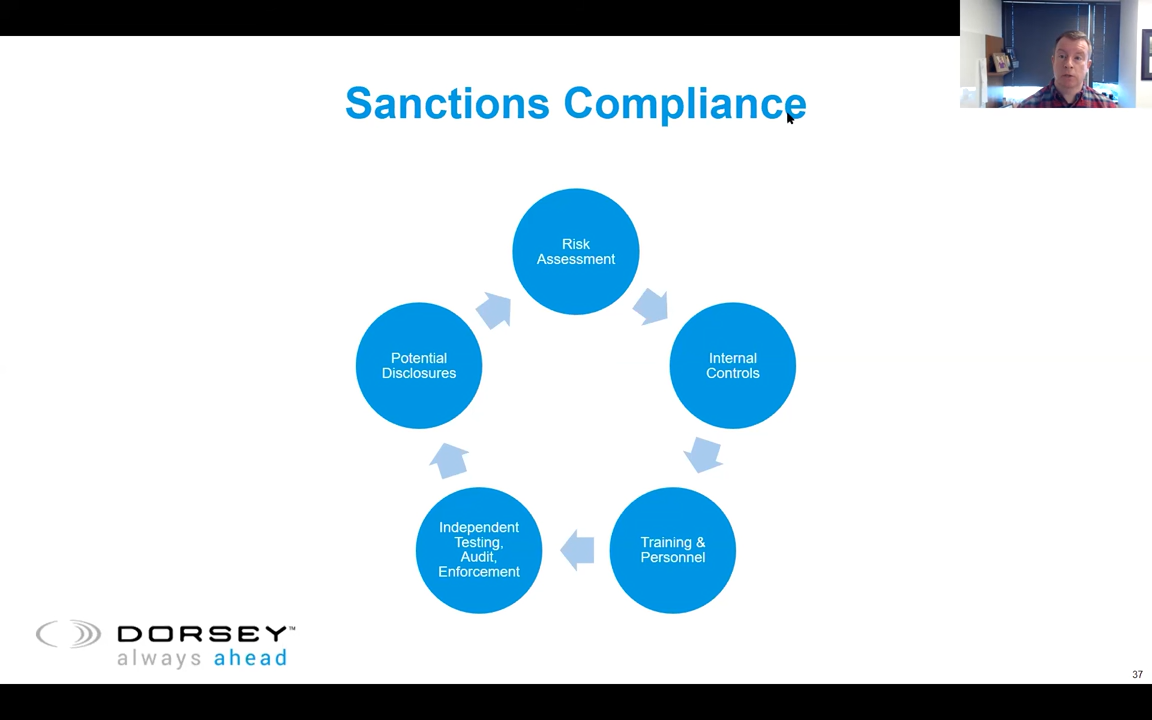 Sanctions Compliance
Risk
Assessment
Internal
Controls
Training &
Personnel
Independent
Testing,
Audit,
Enforcement
Potential
Disclosures
DORSEY™
always ahead
37